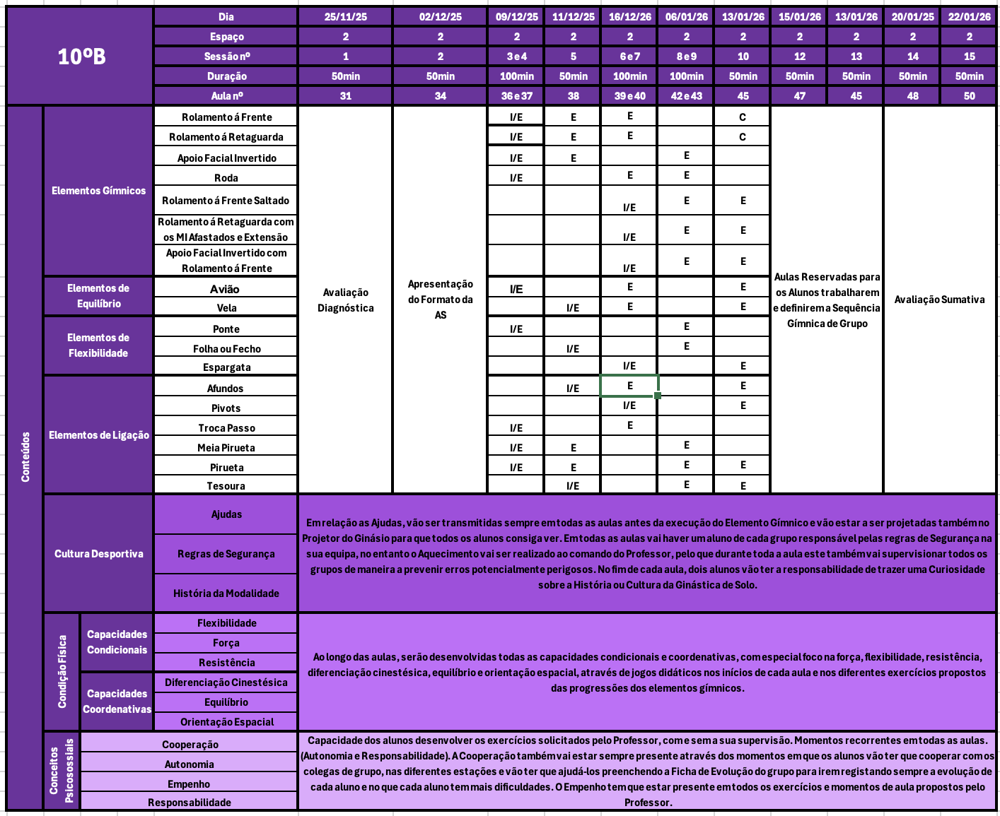 10ºB
Dia 25/11/25 02/12/25 09/12/25 11/12/25 16/12/26 06/01/26 13/01/26 15/01/26 13/01/26 20/01/25 22/01/26
Espaço 2 2 2 2 2 2 2 2 2 2 2
Sessão nº 1 2 3 e 4 5 6 e 7 8 e 9 10 12 13 14 15
Duração 50min 50min 100min 50min 100min 100min 50min 50min 50min 50min 50min
Aula nº 31 34 36 e 37 38 39 e 40 42 e 43 45 47 45 48 50
Conteúdos
Elementos Gímnicos
Rolamento á Frente I/E E E C
Rolamento á Retaguarda I/E E E C
Apoio Facial Invertido I/E E E
Roda I/E E E
Rolamento á Frente Saltado I/E E E
Rolamento á Retaguarda com
os MI Afastados e Extensão I/E E E
Apoio Facial Invertido com
Rolamento á Frente I/E E E
Elementos de
Equilíbrio
Avião I/E E E
Vela I/E E E
Elementos de
Flexibilidade
Ponte I/E E
Folha ou Fecho I/E E
Espargata I/E E
Elementos de Ligação
Afundos I/E E E
Pivots I/E E
Troca Passo I/E E
Meia Pirueta I/E E E
Pirueta I/E E E E
Tesoura I/E E E
Avaliação
Diagnóstica
Apresentação
do Formato da
AS
Aulas Reservadas para
os Alunos trabalharem
e definirem a Sequência
Gímnica de Grupo
Avaliação Sumativa
Cultura Desportiva
Ajudas
Regras de Segurança
História da Modalidade
Em relação as Ajudas, vão ser transmitidas sempre em todas as aulas antes da execução do Elemento Gímnico e vão estar a ser projetadas também no
Projetor do Ginásio para que todos os alunos consiga ver. Em todas as aulas vai haver um aluno de cada grupo responsável pelas regras de Segurança na
sua equipa, no entanto o Aquecimento vai ser realizado ao comando do Professor, pelo que durante toda a aula este também vai supervisionar todos os
grupos de maneira a prevenir erros potencialmente perigosos. No fim de cada aula, dois alunos vão ter a responsabilidade de trazer uma Curiosidade
sobre a História ou Cultura da Ginástica de Solo.
Condição Física
Capacidades
Condicionais
Flexibilidade
Força
Resistência
Capacidades
Coordenativas
Diferenciação Cinestésica
Equilíbrio
Orientação Espacial
Ao longo das aulas, serão desenvolvidas todas as capacidades condicionais e coordenativas, com especial foco na força, flexibilidade, resistência,
diferenciação cinestésica, equilíbrio e orientação espacial, através de jogos didáticos nos inícios de cada aula e nos diferentes exercícios propostos
das progressões dos elementos gímnicos.
Conceitos
Psicosossiais
Cooperação
Autonomia
Empenho
Responsabilidade
Capacidade dos alunos desenvolver os exercícios solicitados pelo Professor, com e sem a sua supervisão. Momentos recorrentes em todas as aulas.
(Autonomia e Responsabilidade). A Cooperação também vai estar sempre presente através dos momentos em que os alunos vão ter que cooperar com os
colegas de grupo, nas diferentes estações e vão ter que ajudá-los preenchendo a Ficha de Evolução do grupo para irem registando sempre a evolução de
cada aluno e no que cada aluno tem mais dificuldades. O Empenho tem que estar presente em todos os exercícios e momentos de aula propostos pelo
Professor.